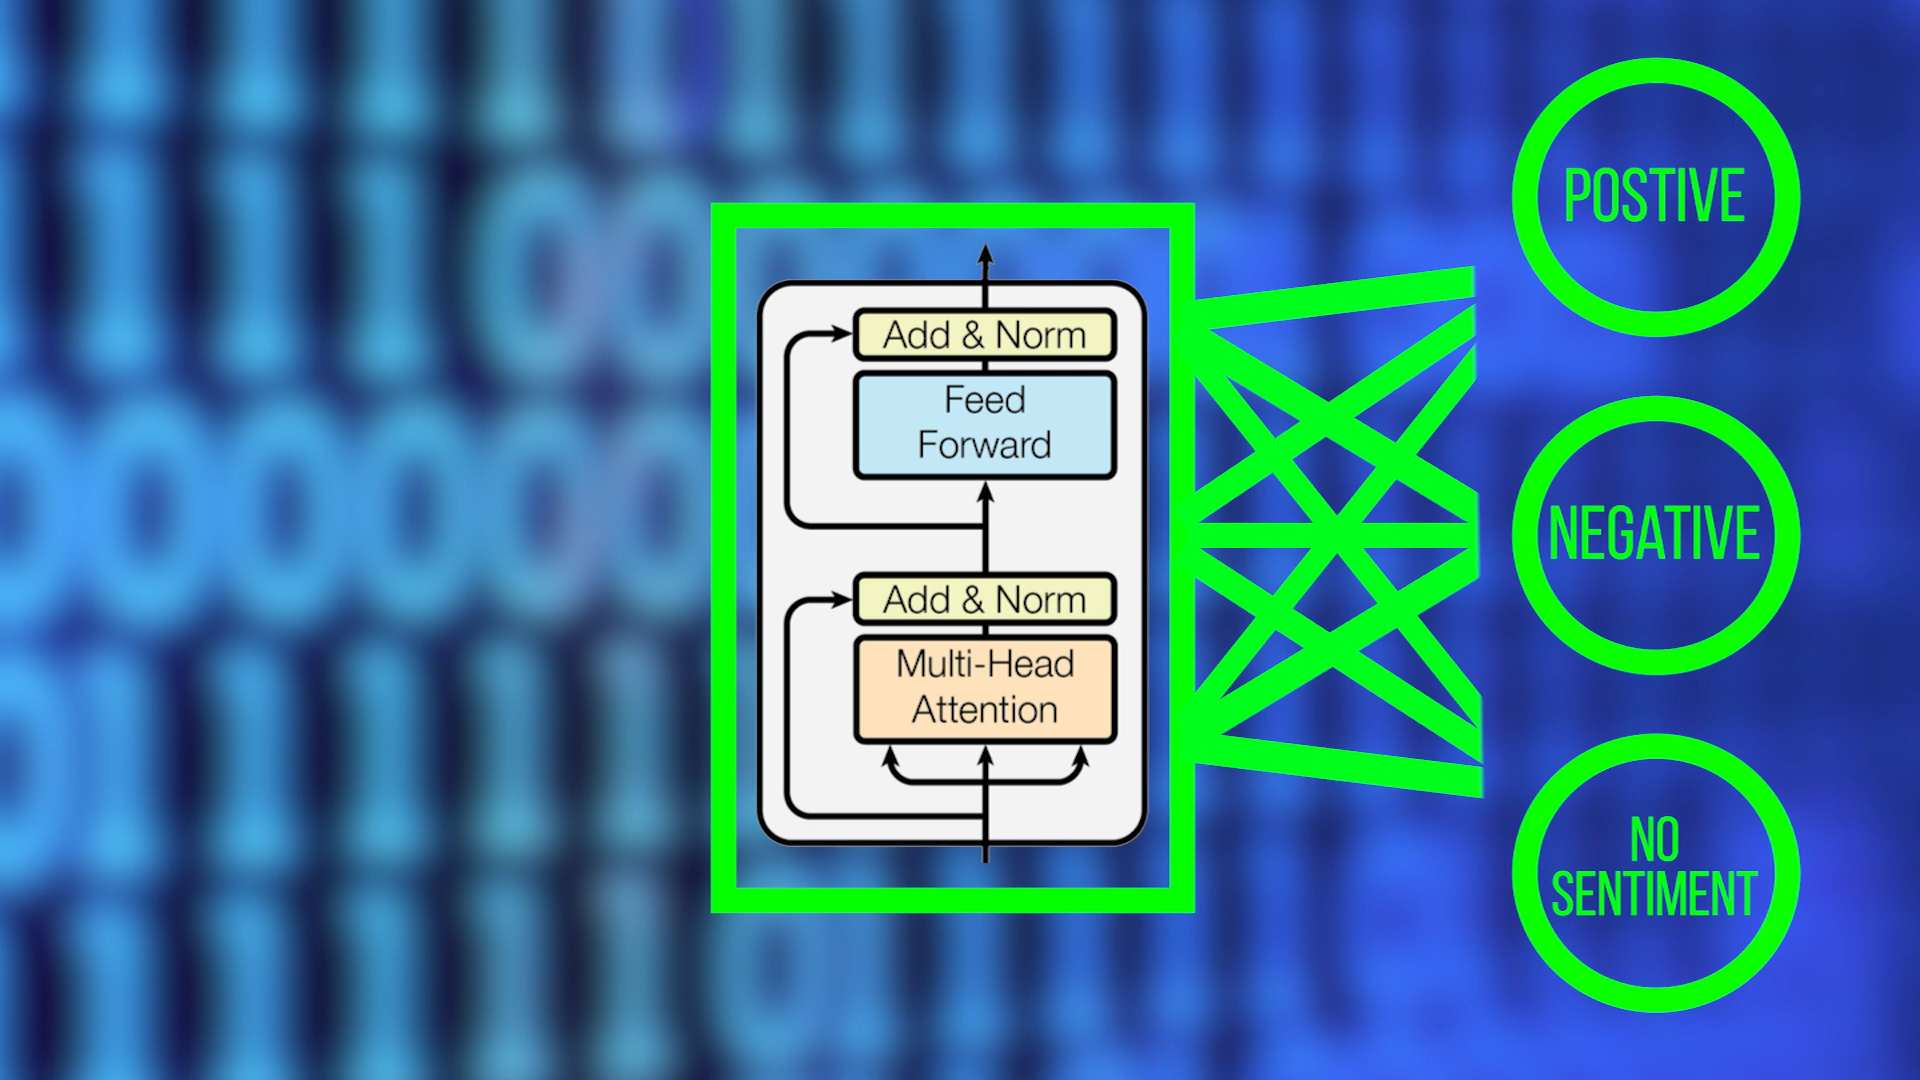 Add & Norm
Feed
Forward
Add & Norm
Multi-Head
Attention
POSTIVE
NEGATIVE
NO
SENTIMENT